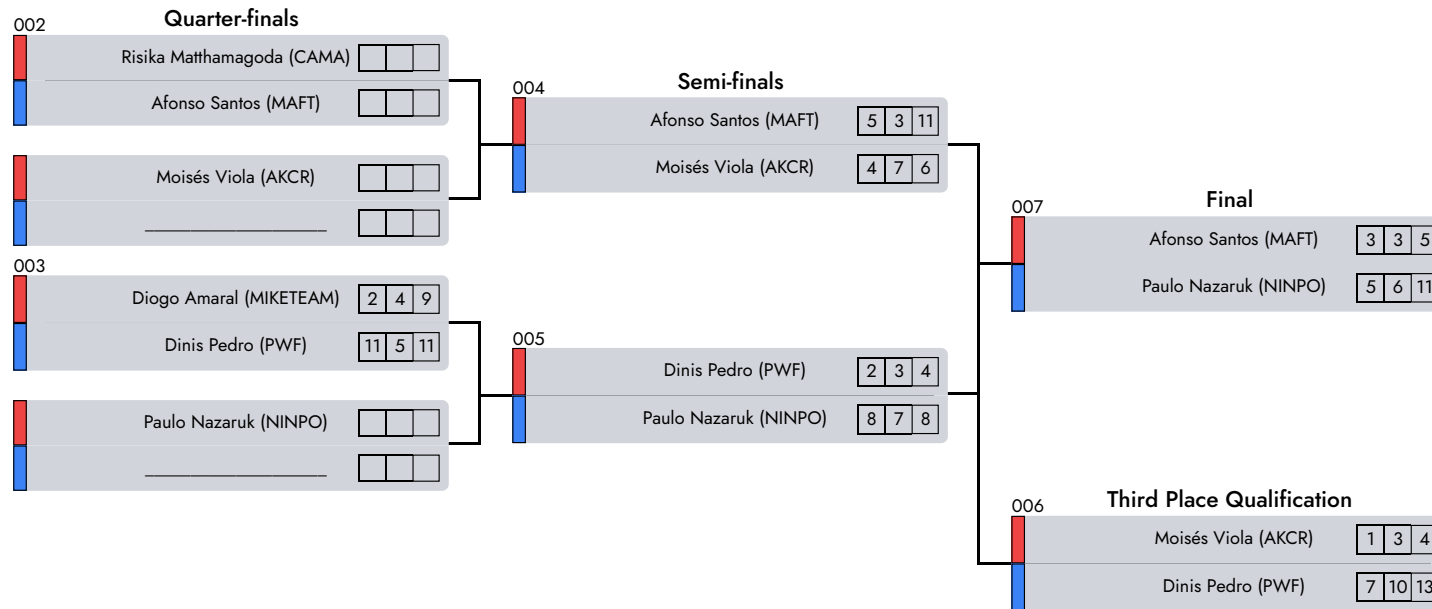 Quarter-finals
002
Risika Matthamagoda (CAMA)
Afonso Santos (MAFT)
Moisés Viola (AKCR)
____________________
003
Diogo Amaral (MIKETEAM) 2 4 9
Dinis Pedro (PWF) 11 5 11
Paulo Nazaruk (NINPO)
____________________
Semi-finals
004
Afonso Santos (MAFT) 5 3 11
Moisés Viola (AKCR) 4 7 6
005
Dinis Pedro (PWF) 2 3 4
Paulo Nazaruk (NINPO) 8 7 8
Final
007
Afonso Santos (MAFT) 3 3 5
Paulo Nazaruk (NINPO) 5 6 11
Third Place Qualification
006
Moisés Viola (AKCR) 1 3 4
Dinis Pedro (PWF) 7 10 13